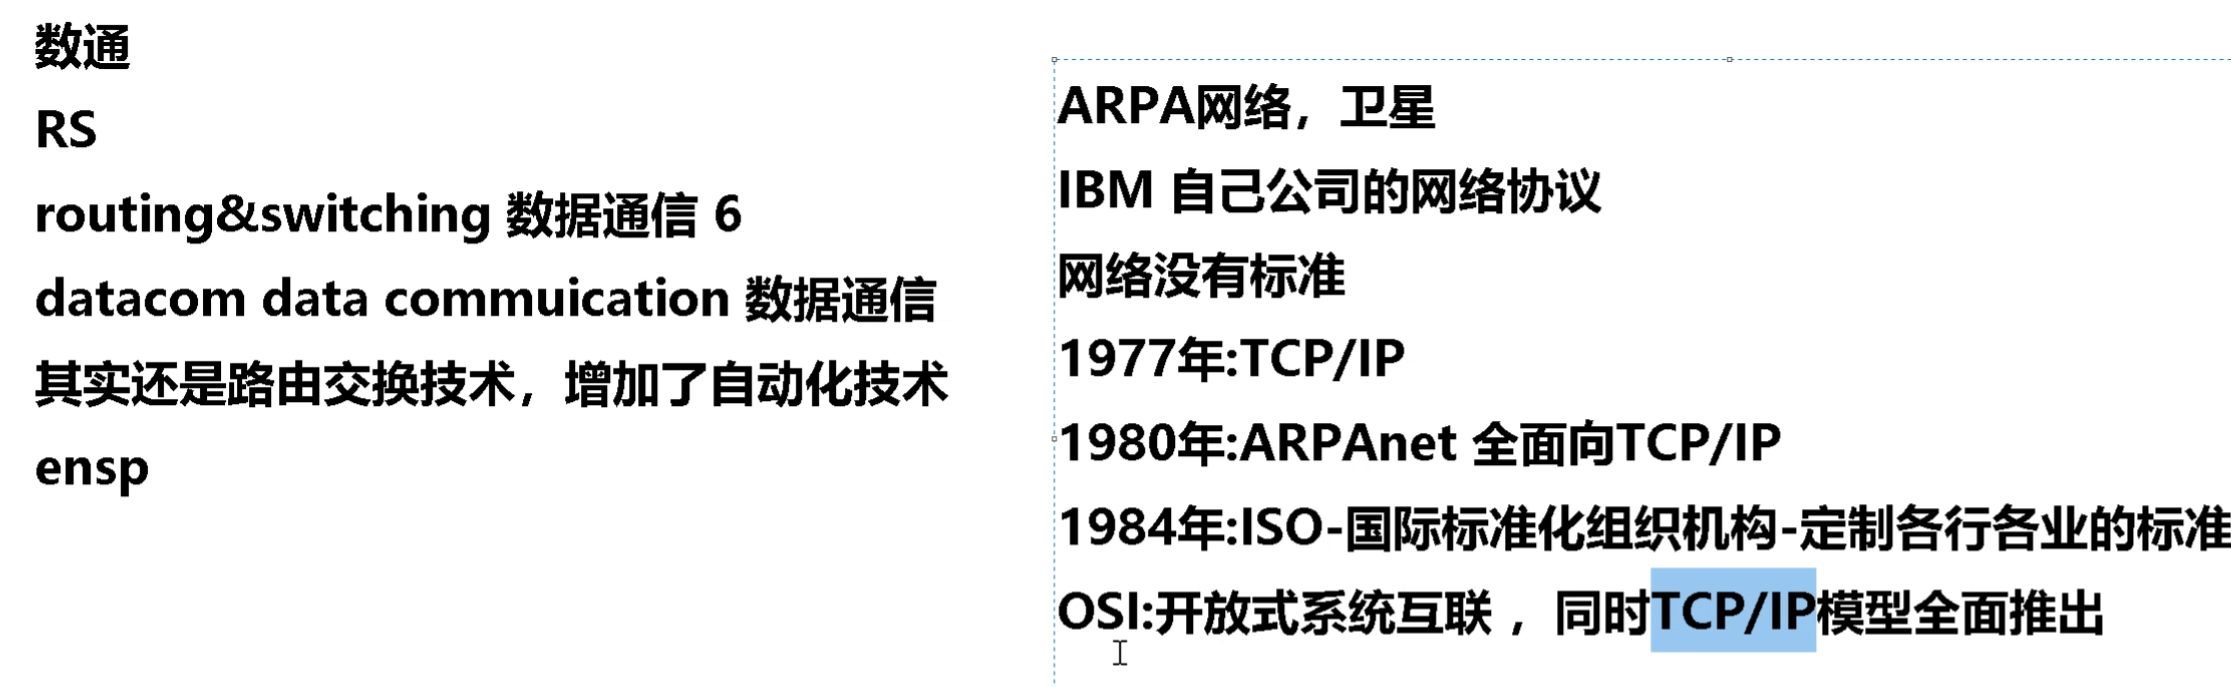 数通
RS
routing&switching 数据通信 6
datacom data commuication 数据通信
其实还是路由交换技术，增加了自动化技术
ensp
ARPA网络，卫星
IBM 自己公司的网络协议
网络没有标准
1977年:TCP/IP
1980年:ARPAnet 全面向TCP/IP
1984年:ISO-国际标准化组织机构-定制各行各业的标准
OSI:开放式系统互联 ，同时TCP/IP模型全面推出